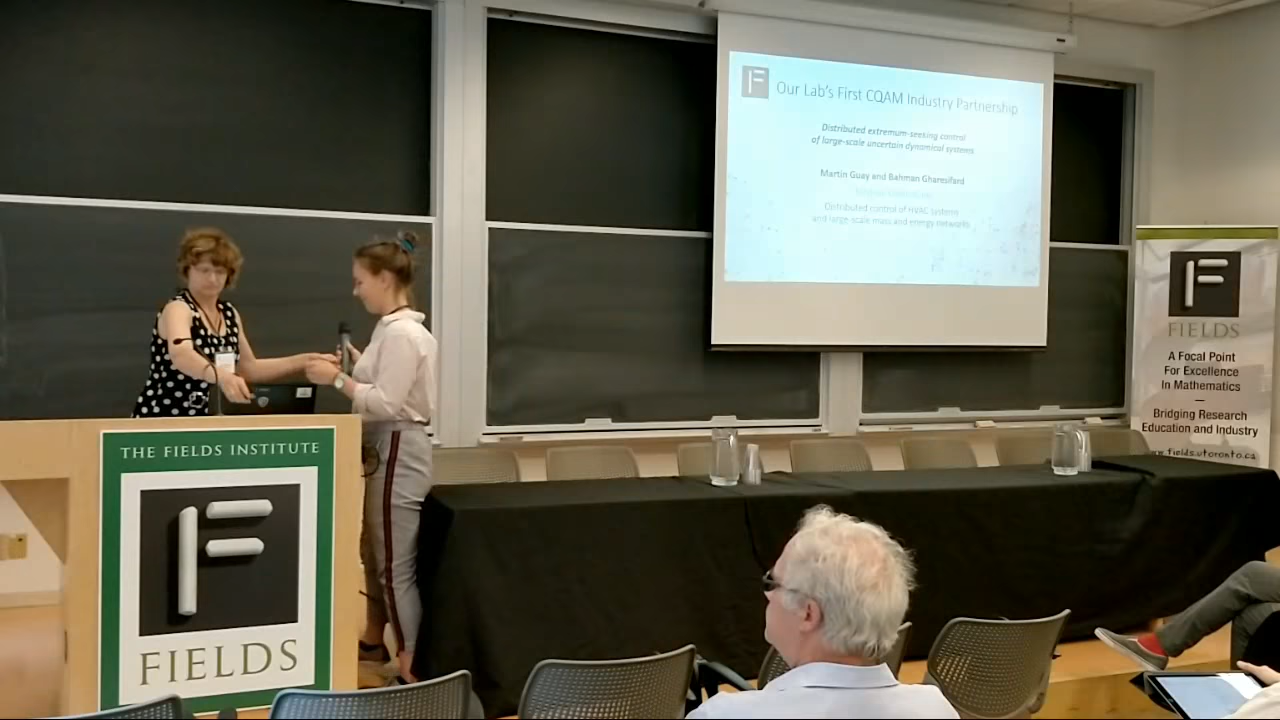 Our Lab's First CQAM Industry Partnership
Distributed extremum-seeking control
of large-scale uncertain dynamical systems
Martin Guay and Bahman Gharesifard
Distributed control of HVAC systems
and large-scale mass and energy networks
FIELDS
A Focal Point
For Excellence
In Mathematics
Bridging Research
Education and Industry
www.fields.utoronto.ca
THE FIELDS INSTITUTE
FIELDS